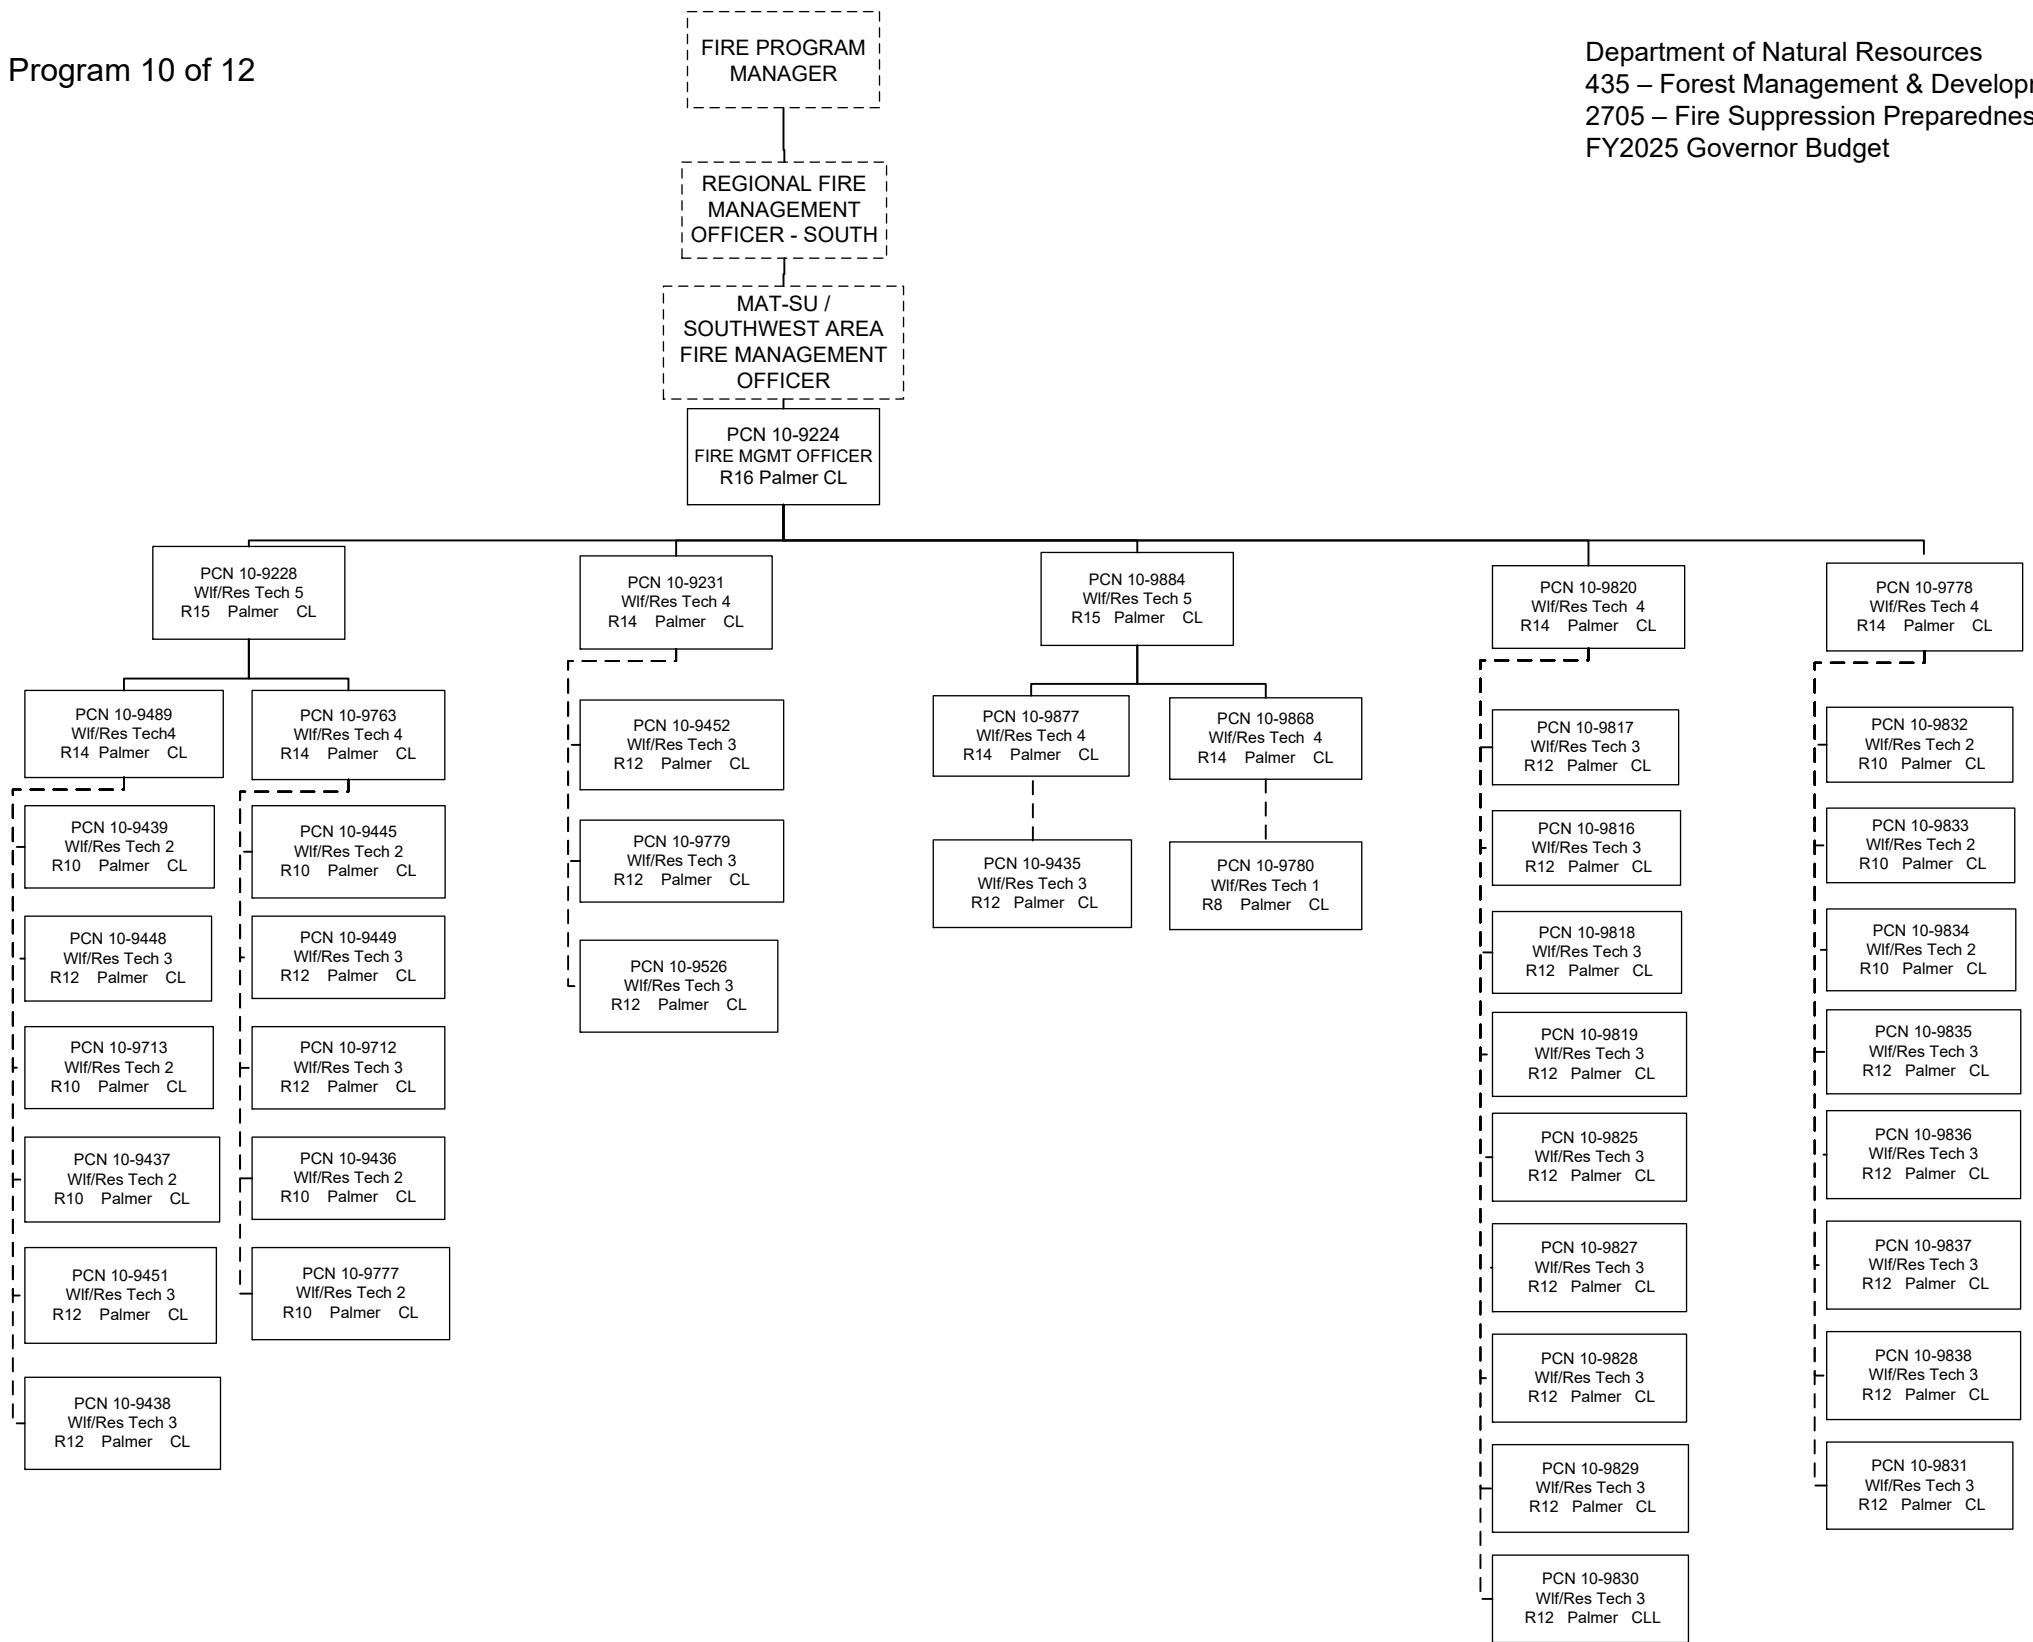 Program 10 of 12
FIRE PROGRAM
MANAGER
Department of Natural Resources
435 – Forest Management & Developm
2705 – Fire Suppression Preparednes
FY2025 Governor Budget
REGIONAL FIRE
MANAGEMENT
OFFICER - SOUTH
MAT-SU /
SOUTHWEST AREA
FIRE MANAGEMENT
OFFICER
PCN 10-9224
FIRE MGMT OFFICER
R16 Palmer CL
PCN 10-9228
Wlf/Res Tech 5
R15 Palmer CL
PCN 10-9231
Wlf/Res Tech 4
R14 Palmer CL
PCN 10-9884
Wlf/Res Tech 5
R15 Palmer CL
PCN 10-9820
Wlf/Res Tech 4
R14 Palmer CL
PCN 10-9778
Wlf/Res Tech 4
R14 Palmer CL
PCN 10-9489
Wlf/Res Tech4
R14 Palmer CL
PCN 10-9439
Wlf/Res Tech 2
R10 Palmer CL
PCN 10-9448
Wlf/Res Tech 3
R12 Palmer CL
PCN 10-9713
Wlf/Res Tech 2
R10 Palmer CL
PCN 10-9437
Wlf/Res Tech 2
R10 Palmer CL
PCN 10-9451
Wlf/Res Tech 3
R12 Palmer CL
PCN 10-9438
Wlf/Res Tech 3
R12 Palmer CL
PCN 10-9763
Wlf/Res Tech 4
R14 Palmer CL
PCN 10-9445
Wlf/Res Tech 2
R10 Palmer CL
PCN 10-9449
Wlf/Res Tech 3
R12 Palmer CL
PCN 10-9712
Wlf/Res Tech 3
R12 Palmer CL
PCN 10-9436
Wlf/Res Tech 2
R10 Palmer CL
PCN 10-9777
Wlf/Res Tech 2
R10 Palmer CL
PCN 10-9452
Wlf/Res Tech 3
R12 Palmer CL
PCN 10-9779
Wlf/Res Tech 3
R12 Palmer CL
PCN 10-9526
Wlf/Res Tech 3
R12 Palmer CL
PCN 10-9877
Wlf/Res Tech 4
R14 Palmer CL
PCN 10-9435
Wlf/Res Tech 3
R12 Palmer CL
PCN 10-9868
Wlf/Res Tech 4
R14 Palmer CL
PCN 10-9780
Wlf/Res Tech 1
R8 Palmer CL
PCN 10-9817
Wlf/Res Tech 3
R12 Palmer CL
PCN 10-9816
Wlf/Res Tech 3
R12 Palmer CL
PCN 10-9818
Wlf/Res Tech 3
R12 Palmer CL
PCN 10-9819
Wlf/Res Tech 3
R12 Palmer CL
PCN 10-9825
Wlf/Res Tech 3
R12 Palmer CL
PCN 10-9827
Wlf/Res Tech 3
R12 Palmer CL
PCN 10-9828
Wlf/Res Tech 3
R12 Palmer CL
PCN 10-9829
Wlf/Res Tech 3
R12 Palmer CL
PCN 10-9830
Wlf/Res Tech 3
R12 Palmer CLL
PCN 10-9832
Wlf/Res Tech 2
R10 Palmer CL
PCN 10-9833
Wlf/Res Tech 2
R10 Palmer CL
PCN 10-9834
Wlf/Res Tech 2
R10 Palmer CL
PCN 10-9835
Wlf/Res Tech 3
R12 Palmer CL
PCN 10-9836
Wlf/Res Tech 3
R12 Palmer CL
PCN 10-9837
Wlf/Res Tech 3
R12 Palmer CL
PCN 10-9838
Wlf/Res Tech 3
R12 Palmer CL
PCN 10-9831
Wlf/Res Tech 3
R12 Palmer CL